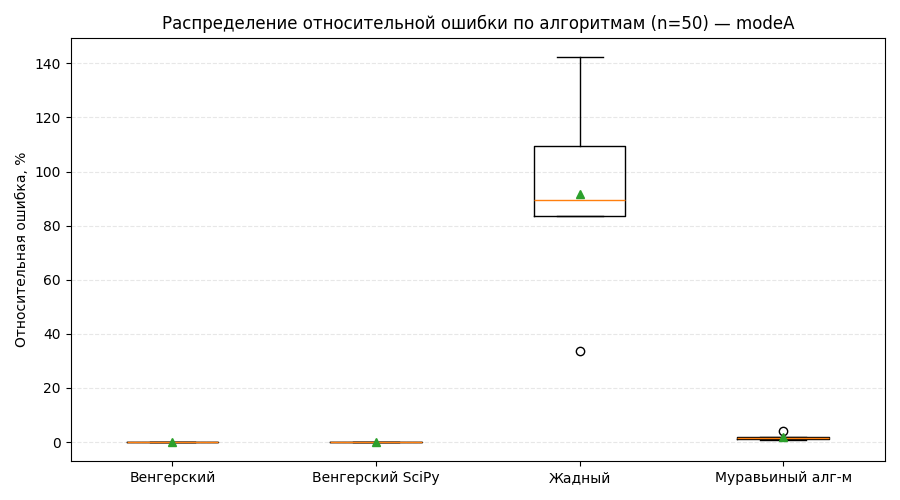 Распределение относительной ошибки по алгоритмам (n=50) — modeA
Относительная ошибка, %
140
120
100
80
60
40
20
0
Венгерский
Венгерский SciPy
Жадный
Муравьиный алг-м